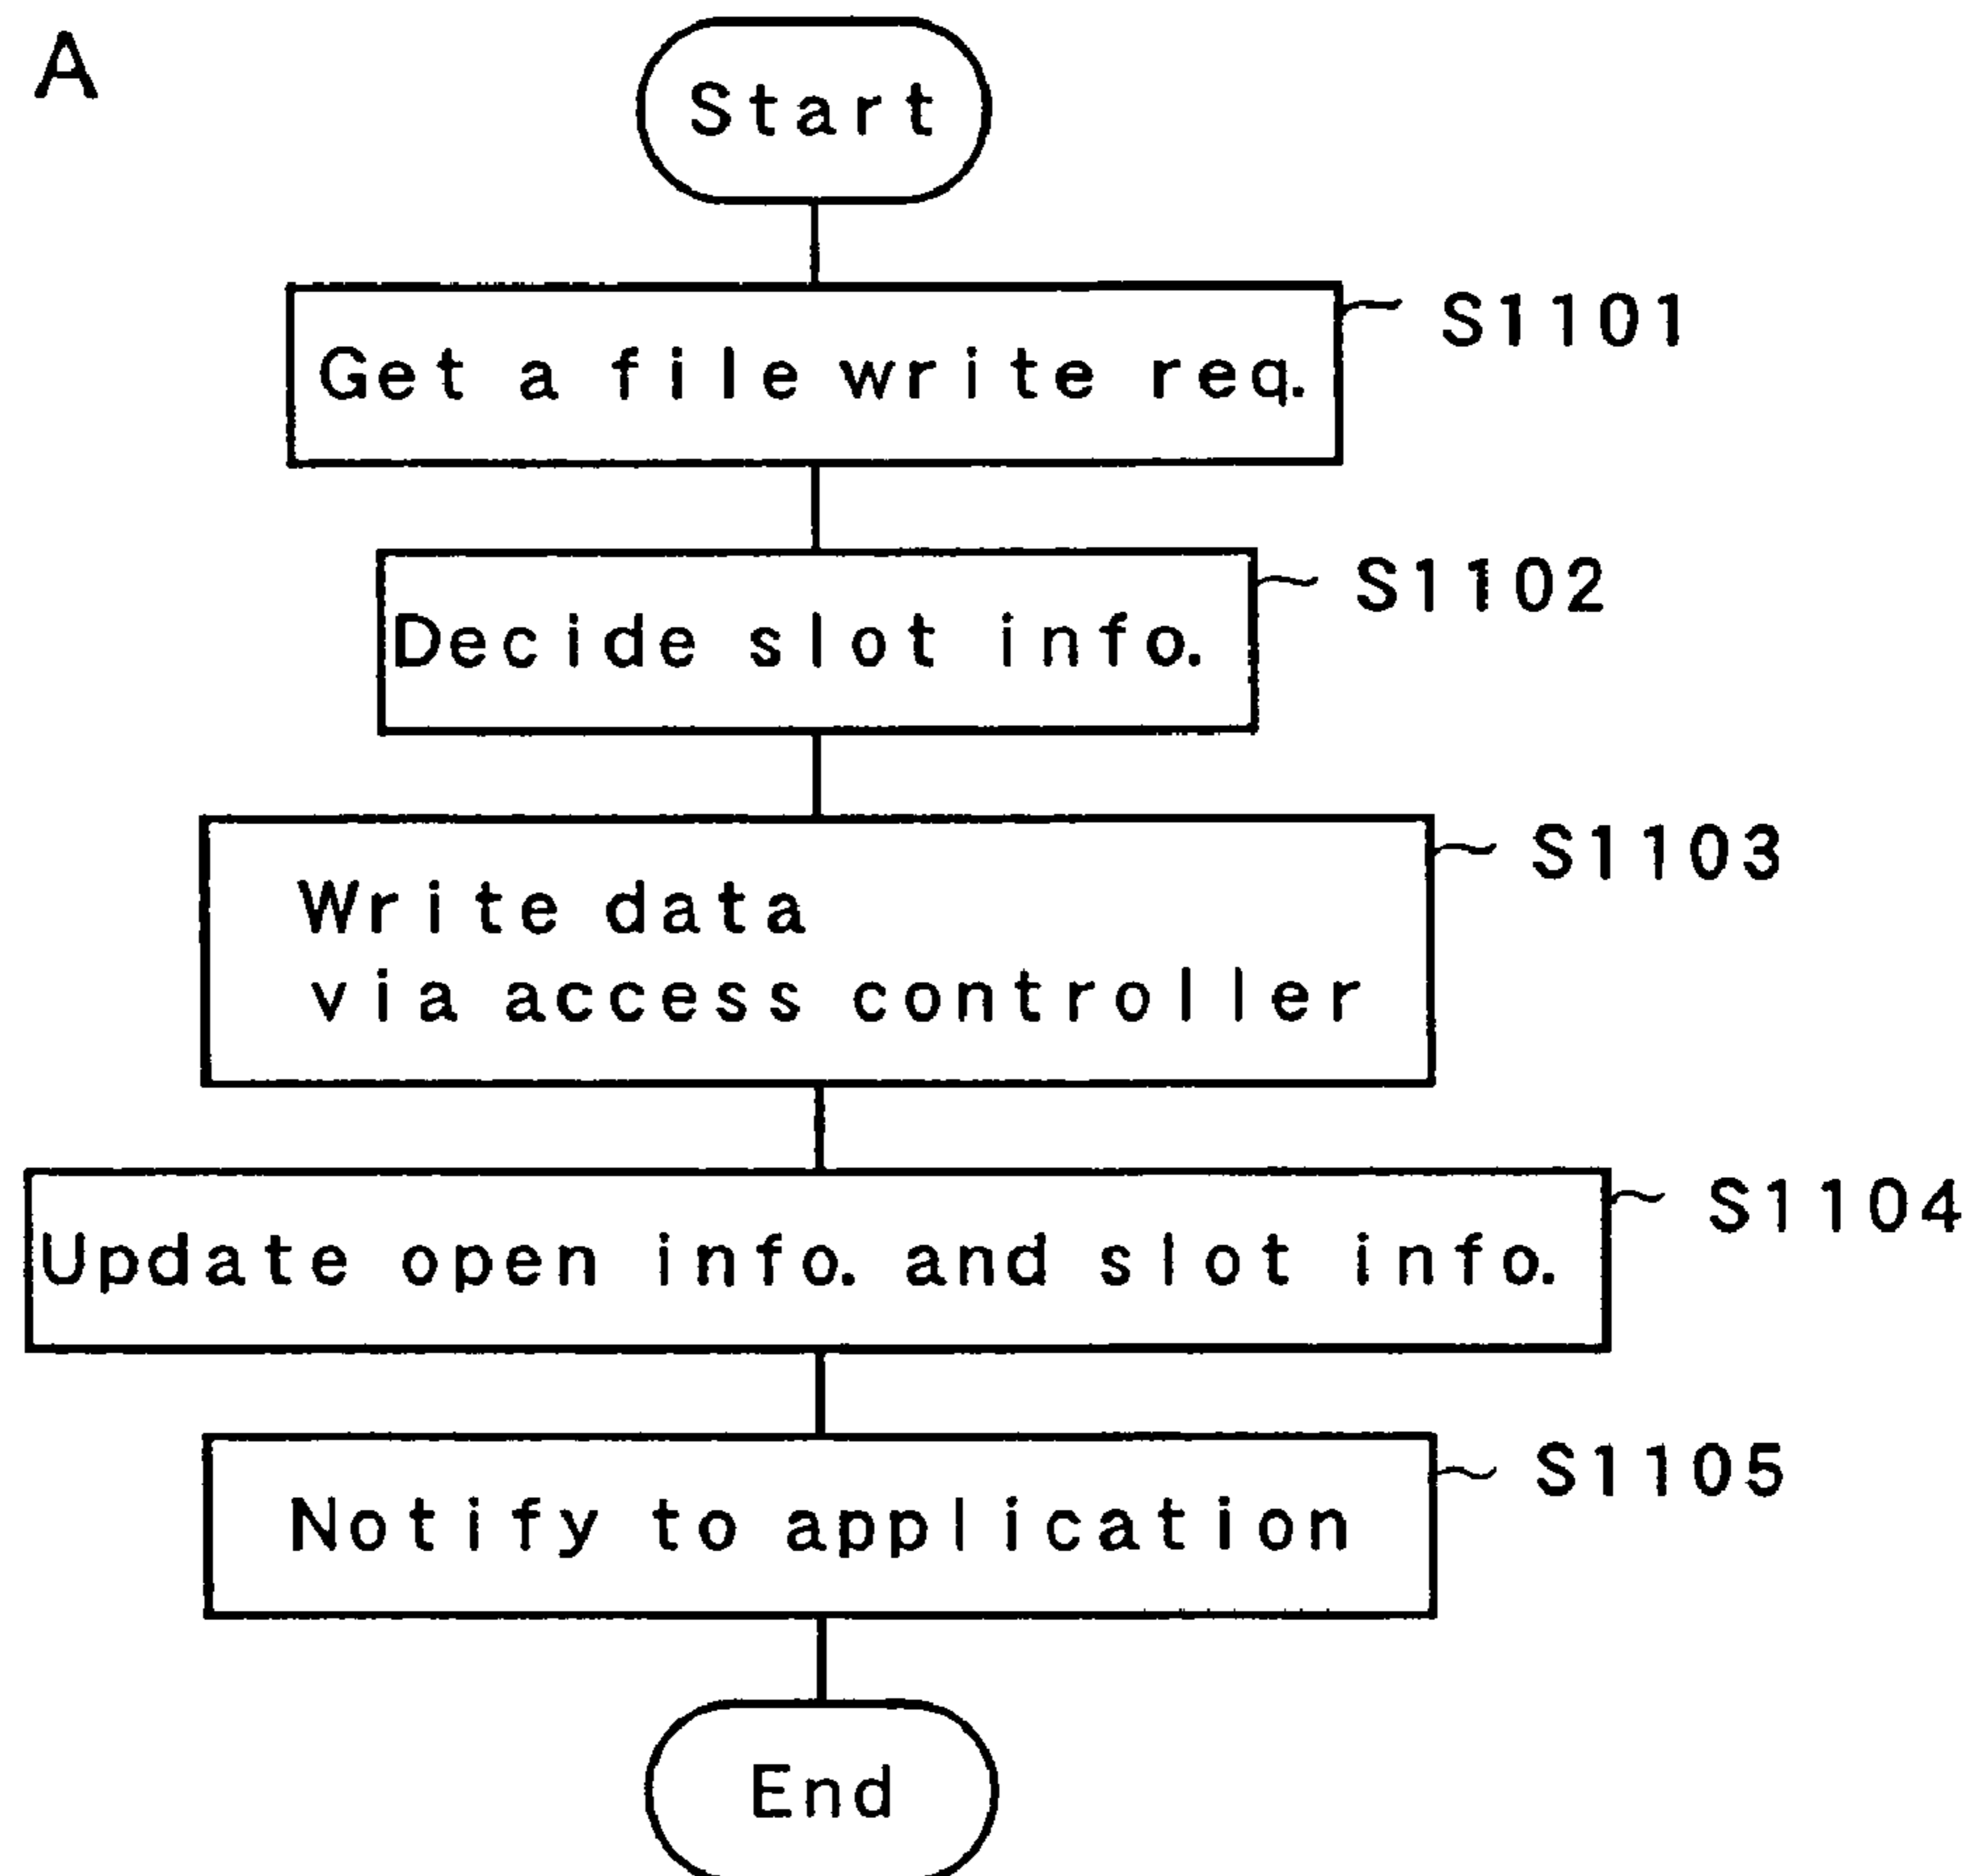 A
Start
S1101
Get a file write req.
S1102
Decide slot info.
S1103
Write data
via access controller
S1104
Update open info. and slot info.
S1105
Notify to application
End